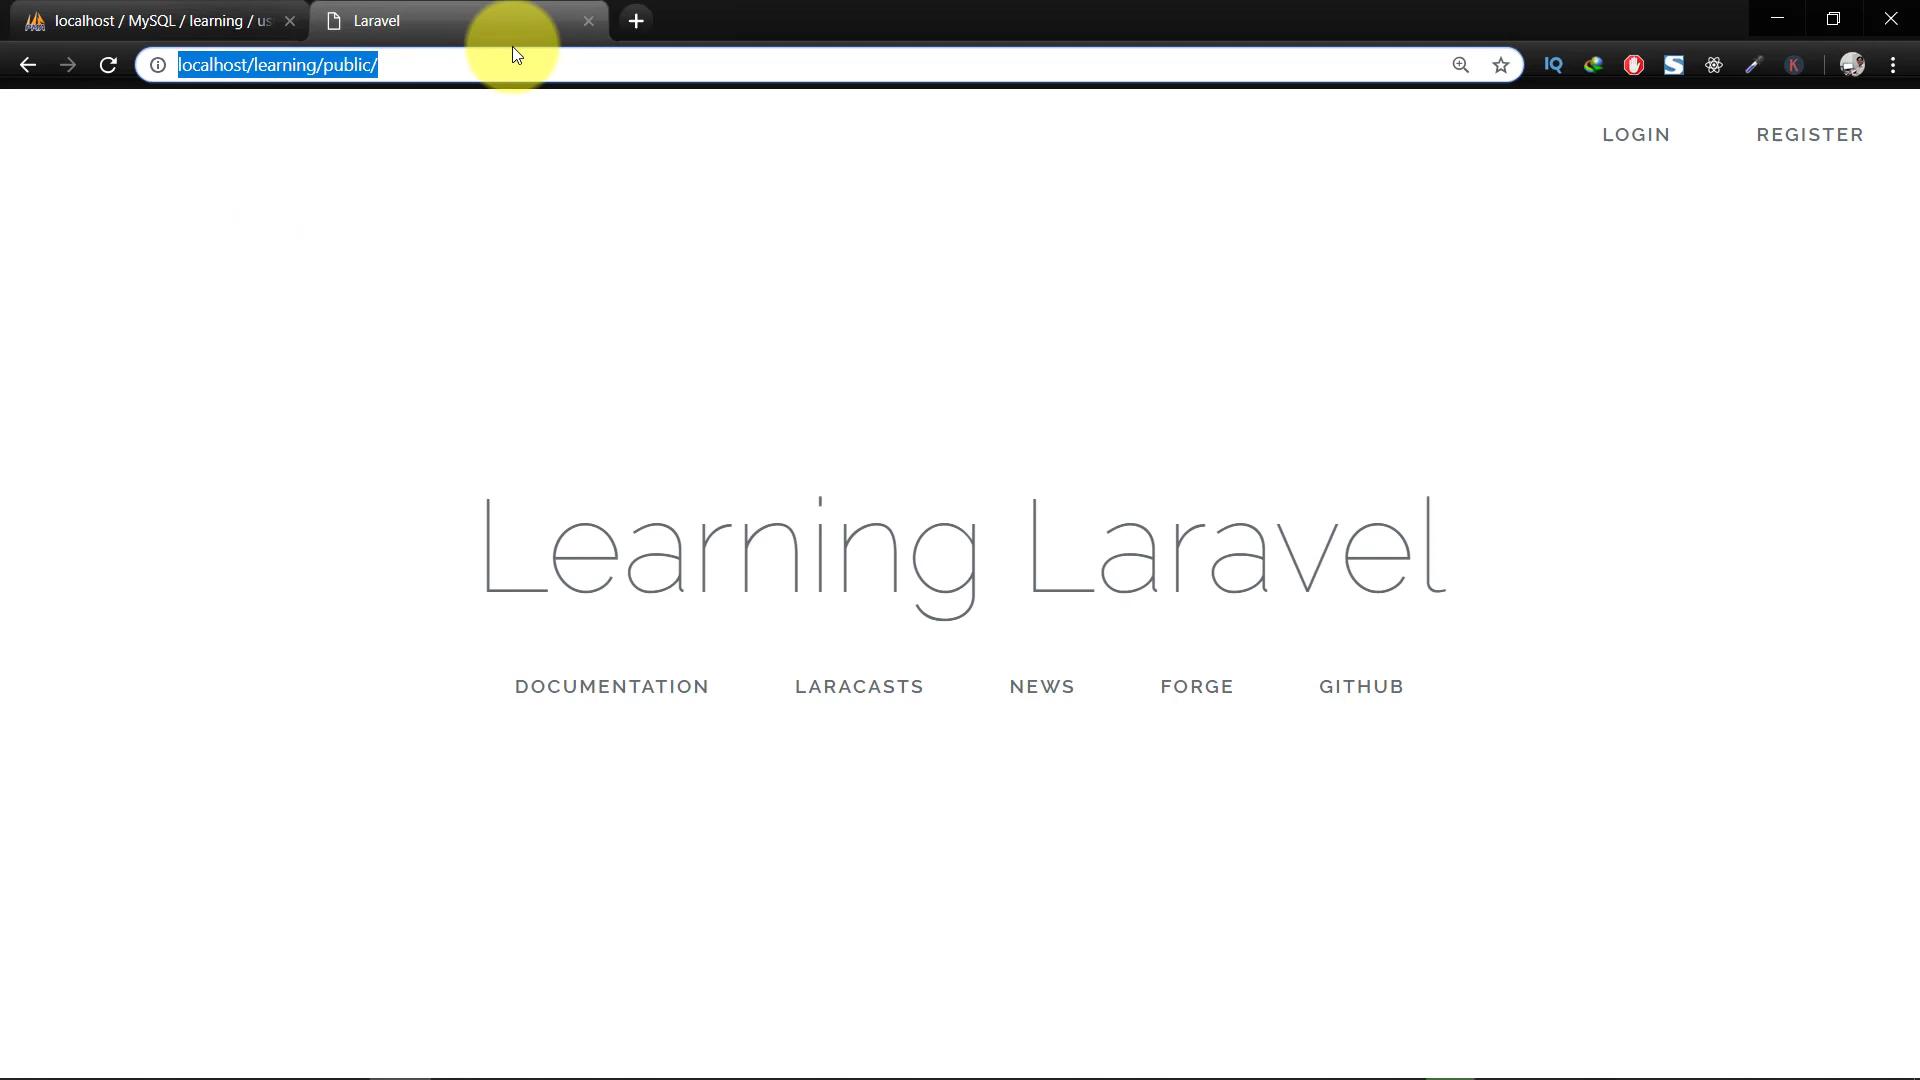 localhost / MySQL / learning / us
Laravel
localhost/learning/public/
IQ
S
K
LOGIN
REGISTER
Learning Laravel
DOCUMENTATION
LARACASTS
NEWS
FORGE
GITHUB